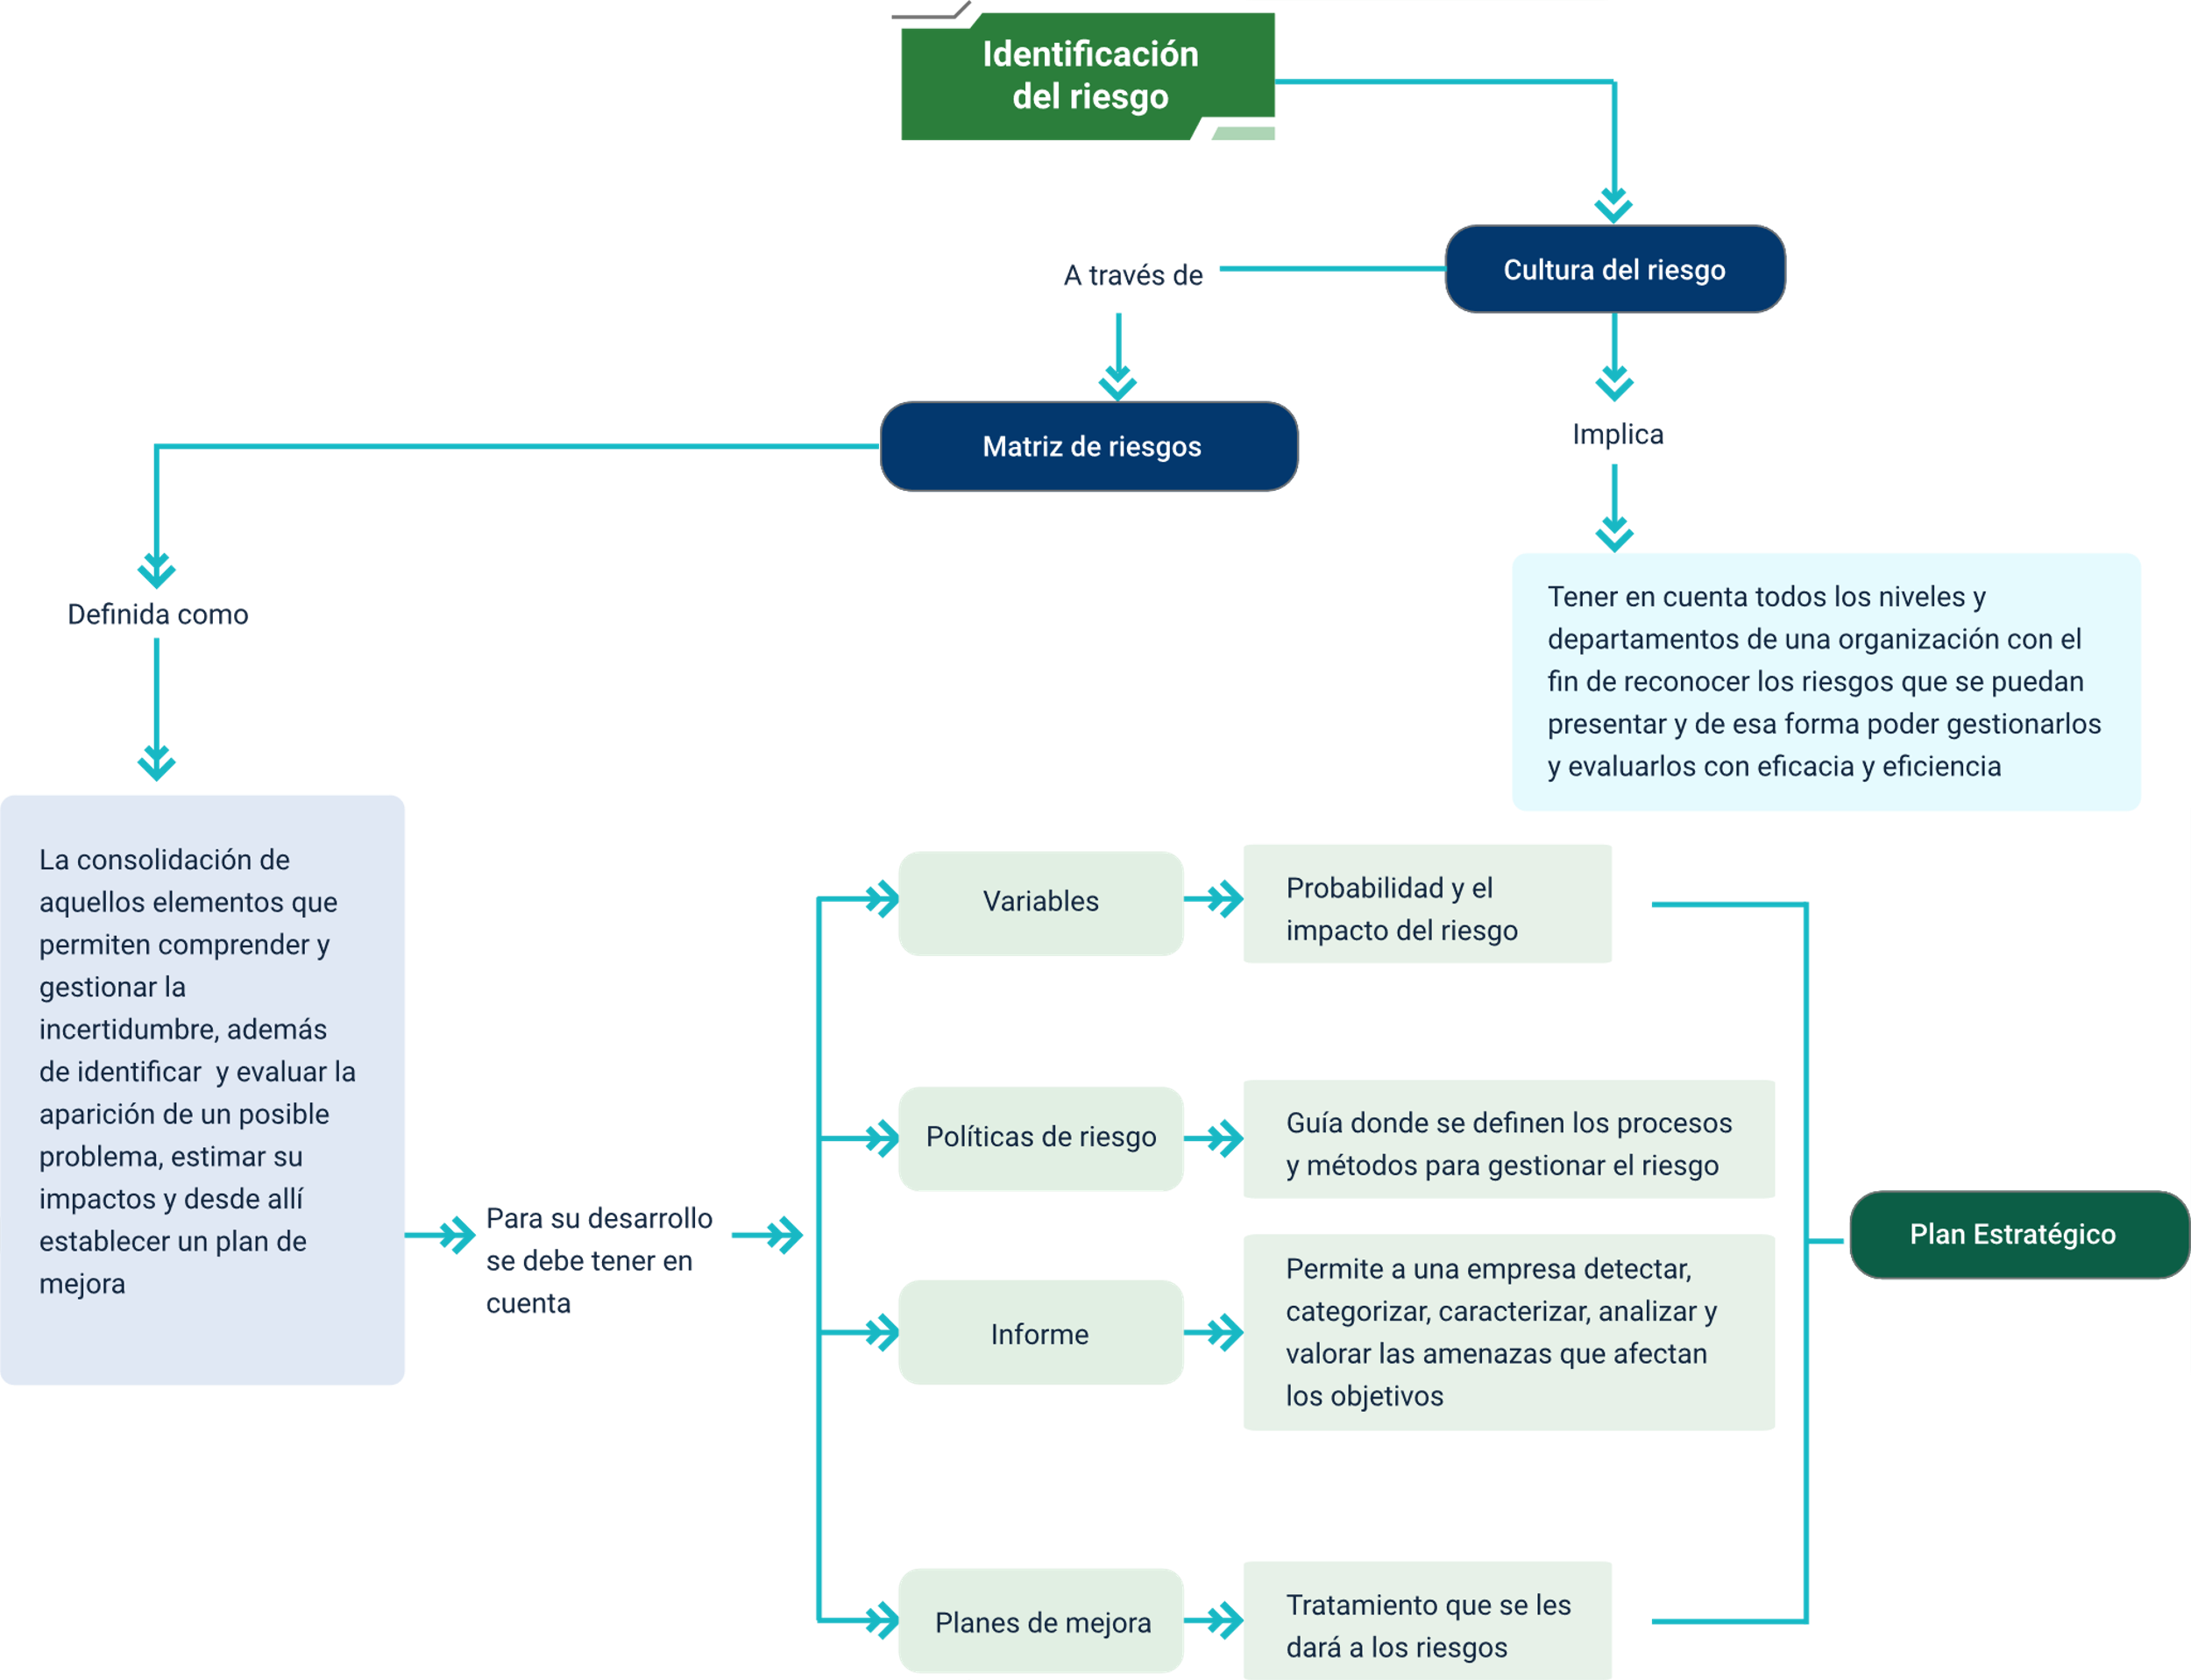 Identificación
del riesgo
Cultura del riesgo
A través de
Matriz de riesgos
Implica
Tener en cuenta todos los niveles y
departamentos de una organización con el
fin de reconocer los riesgos que se puedan
presentar y de esa forma poder gestionarlos
y evaluarlos con eficacia y eficiencia
Definida como
La consolidación de
aquellos elementos que
permiten comprender y
gestionar la
incertidumbre, además
de identificar  y evaluar la
aparición de un posible
problema, estimar su
impactos y desde allí
establecer un plan de
mejora
Para su desarrollo
se debe tener en
cuenta
Variables
Probabilidad y el
impacto del riesgo
Políticas de riesgo
Guía donde se definen los procesos
y métodos para gestionar el riesgo
Informe
Permite a una empresa detectar,
categorizar, caracterizar, analizar y
valorar las amenazas que afectan
los objetivos
Planes de mejora
Tratamiento que se les
dará a los riesgos
Plan Estratégico